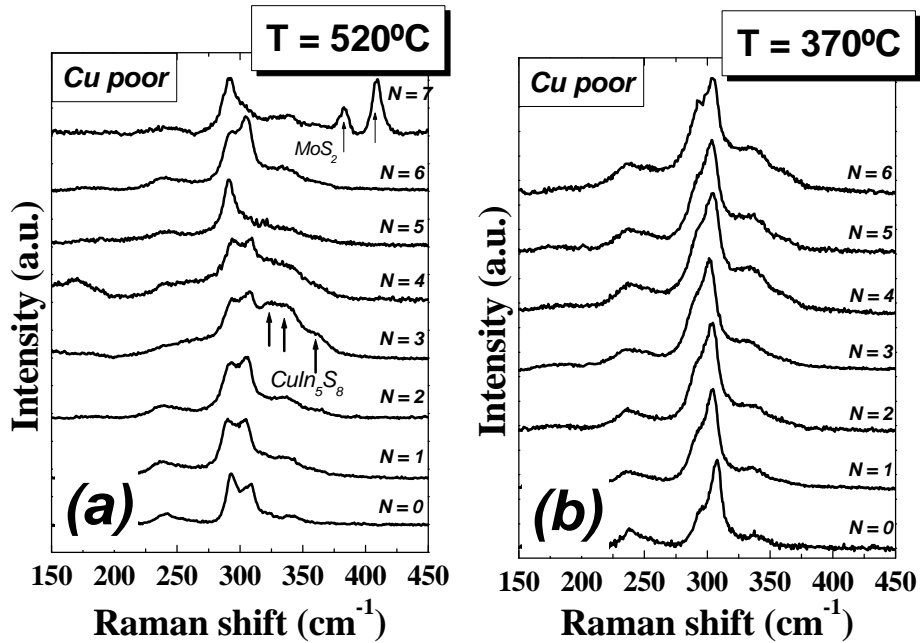 T = 520ºC
Cu poor
N = 7
MoS2
N = 6
N = 5
N = 4
N = 3
CuIn5S8
N = 2
N = 1
N = 0
(a)
Intensity (a.u.)
150 200 250 300 350 400 450
Raman shift (cm-1)
T = 370ºC
Cu poor
N = 6
N = 5
N = 4
N = 3
N = 2
N = 1
N = 0
(b)
Intensity (a.u.)
150 200 250 300 350 400 450
Raman shift (cm-1)